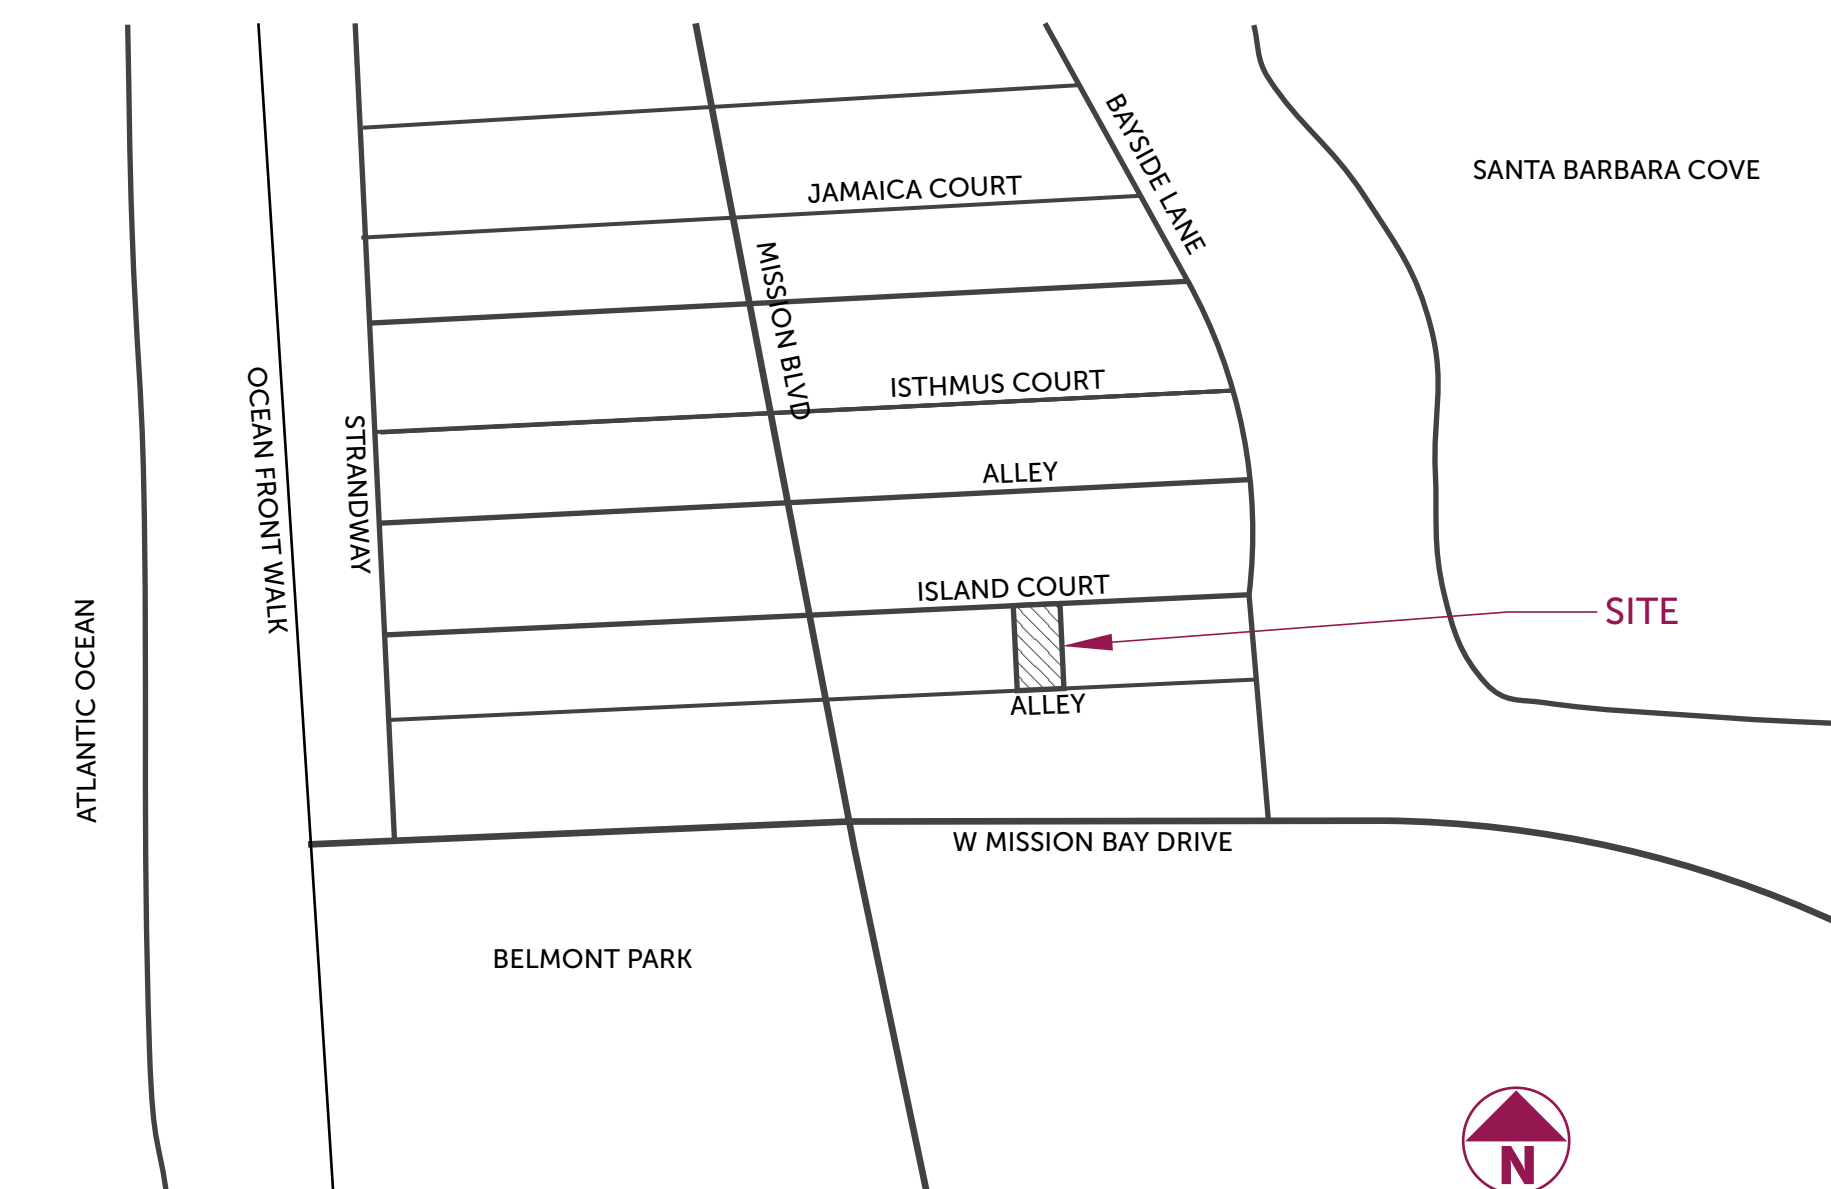 BAYSIDE LANE
SANTA BARBARA COVE
JAMAICA COURT
MISSION BLVD
ISTHMUS COURT
OCEAN FRONT WALK
STRANDWAY
ALLEY
ISLAND COURT
SITE
ATLANTIC OCEAN
ALLEY
W MISSION BAY DRIVE
BELMONT PARK
N